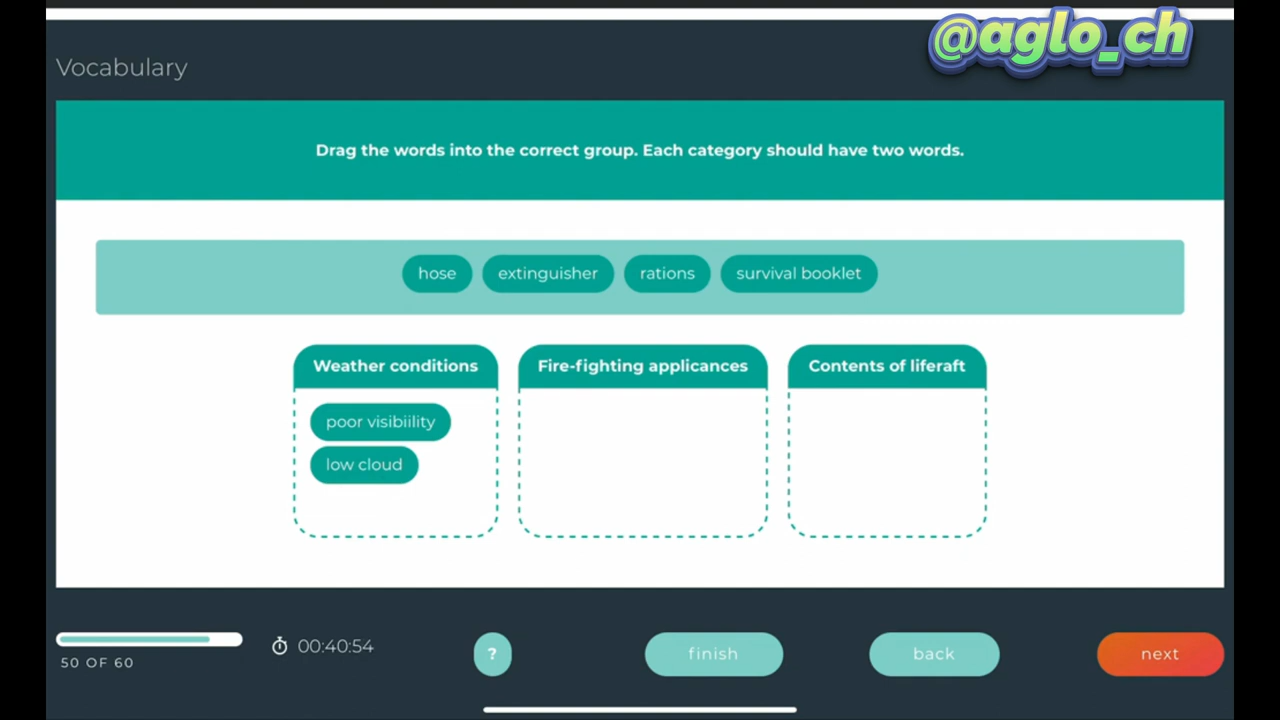 @aglo_ch
Vocabulary
Drag the words into the correct group. Each category should have two words.
hose extinguisher rations survival booklet
Weather conditions Fire-fighting applicances Contents of liferaft
poor visibiility
low cloud
50 OF 60
00:40:54
? finish back next